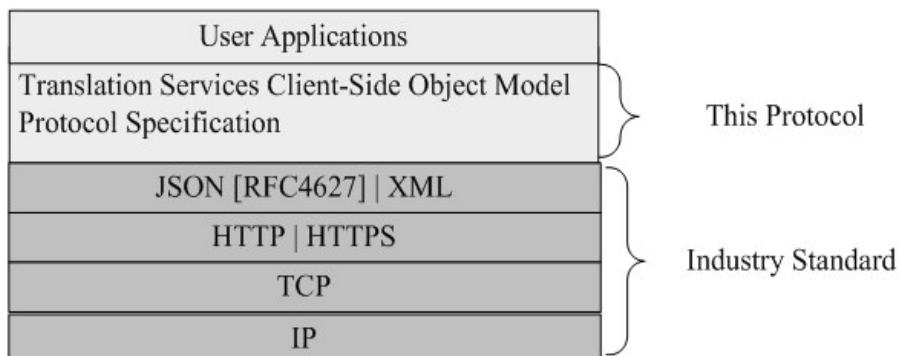 User Applications
Translation Services Client-Side Object Model
Protocol Specification
This Protocol
JSON [RFC4627] | XML
HTTP | HTTPS
TCP
IP
Industry Standard